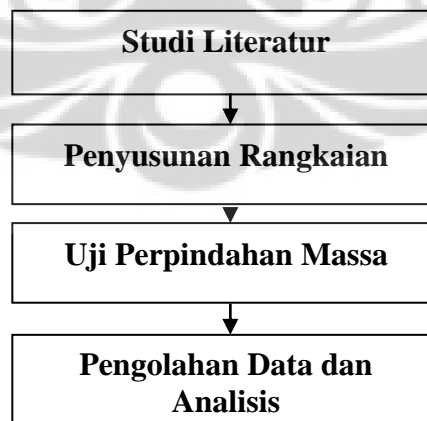 Studi Literatur
Penyusunan Rangkaian
Uji Perpindahan Massa
Pengolahan Data dan
Analisis